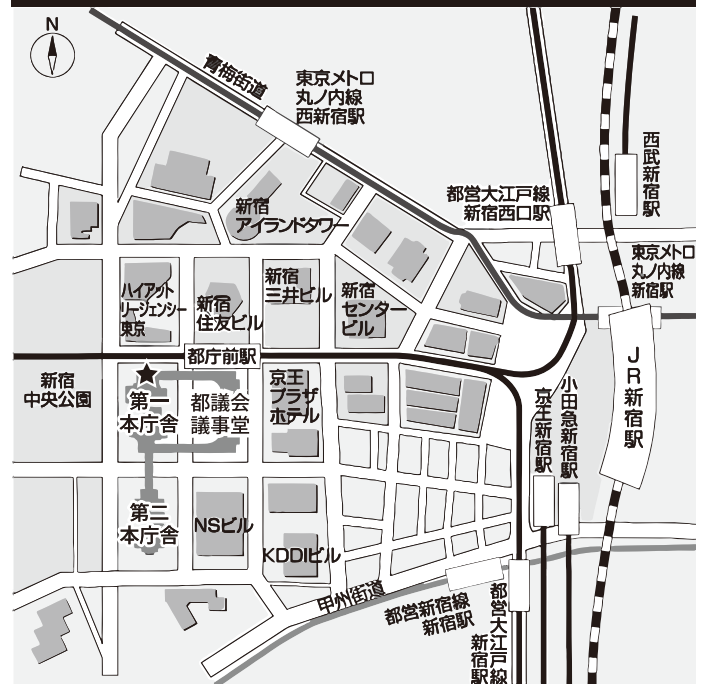 N
青梅街道
東京メトロ
丸ノ内線
西新宿駅
西武新宿駅
都営大江戸線
新宿西口駅
新宿
アイランドタワー
東京メトロ
丸ノ内線
新宿駅
ハイアット
リージェンシー
東京
新宿
住友ビル
新宿
三井ビル
新宿
センター
ビル
都庁前駅
JR新宿駅
新宿
中央公園
★
第一
本庁舎
都議会
議事堂
京王
プラザ
ホテル
京王新宿駅
小田急新宿駅
第二
本庁舎
NSビル
KDDIビル
甲州街道
都営新宿線
新宿駅
都営大江戸線
新宿駅